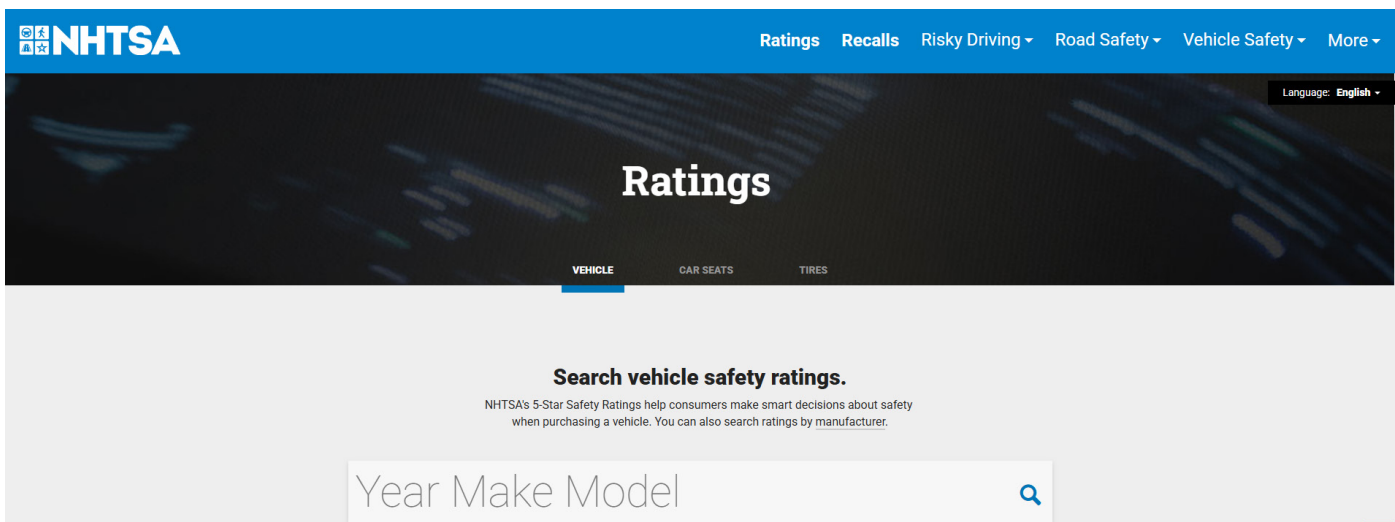 NHTSA
Ratings Recalls Risky Driving Road Safety Vehicle Safety More
Language: English
Ratings
VEHICLE CAR SEATS TIRES
Search vehicle safety ratings.
NHTSA's 5-Star Safety Ratings help consumers make smart decisions about safety
when purchasing a vehicle. You can also search ratings by manufacturer.
Year Make Model